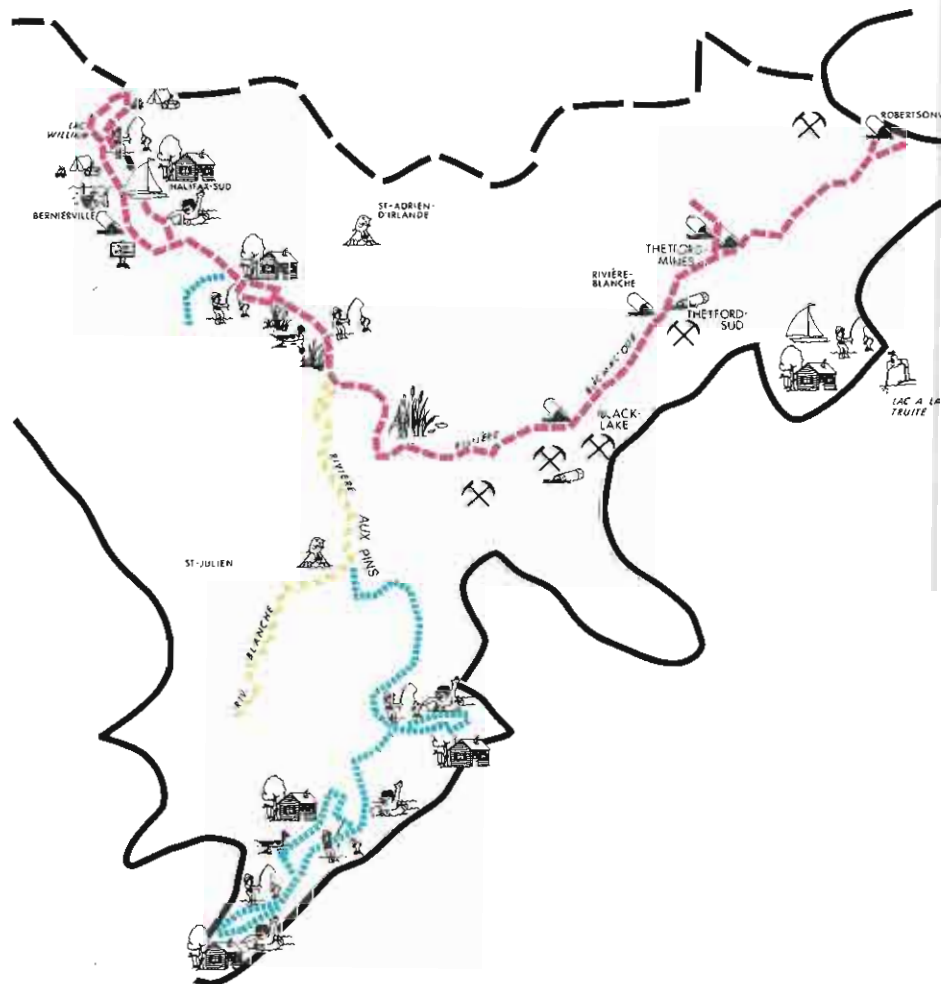 ROBERTSONV
LAC
WILLIAM
HALIFAX-SUD
BERNIERVILLE
ST-ADRIEN
D'IRLANDE
THETFORD-
MINES
RIVIÈRE-
BLANCHE
THETFORD-
SUD
LAC A LA
TRUITE
BLACK-
LAKE
RIVIÈRE
RIVIÈRE
AUX PINS
ST-JULIEN
RIV. BLANCHE